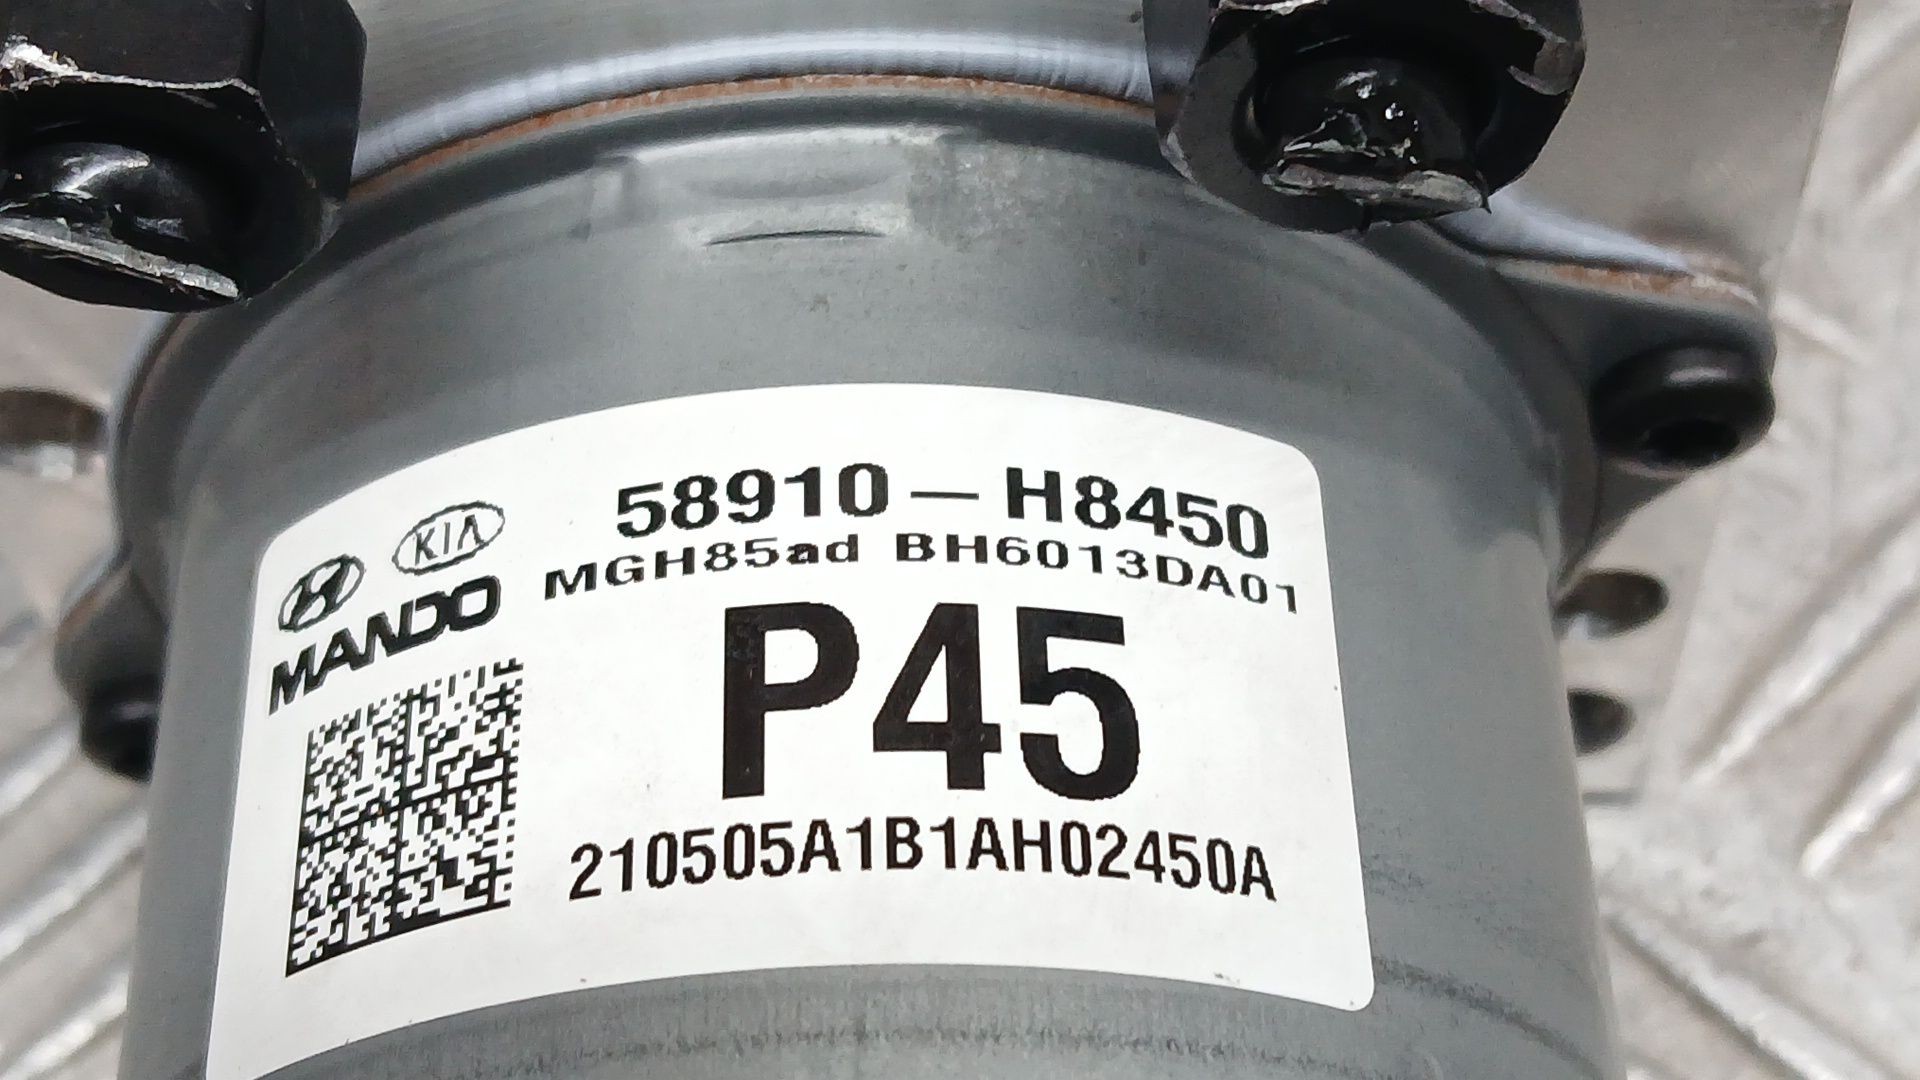 58910-H8450
KIA
MGH85ad BH6013DA01
MANDO
P45
210505A1B1AH02450A